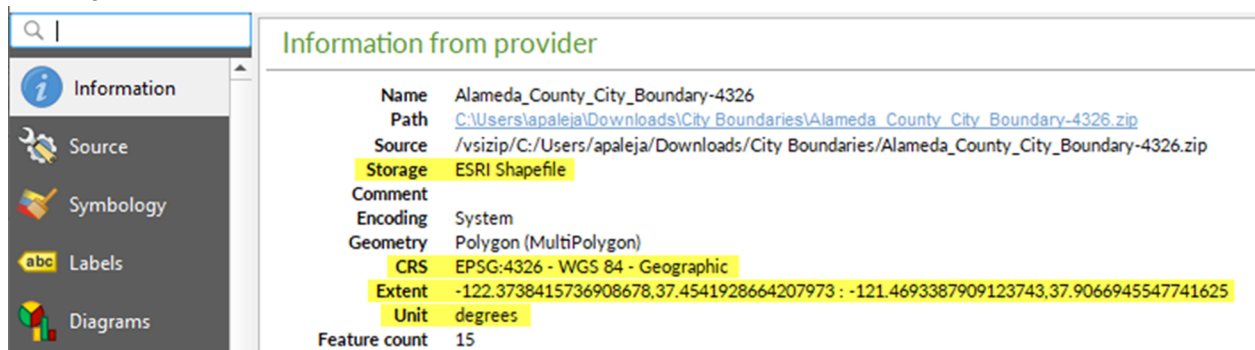 Information
Source
Symbology
abc Labels
Diagrams
Information from provider
Name Alameda_County_City_Boundary-4326
Path C:\Users\apaleja\Downloads\City Boundaries\Alameda_County_City_Boundary-4326.zip
Source /vsizip/C:/Users/apaleja/Downloads/City Boundaries/Alameda_County_City_Boundary-4326.zip
Storage ESRI Shapefile
Comment
Encoding System
Geometry Polygon (MultiPolygon)
CRS EPSG:4326 - WGS 84 - Geographic
Extent -122.3738415736908678,37.4541928664207973 : -121.4693387909123743,37.9066945547741625
Unit degrees
Feature count 15